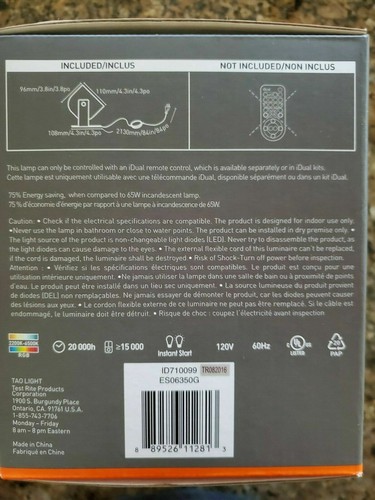 INCLUDED/INCLUS
NOT INCLUDED/NON INCLUS
96mm/3.8in/3.8po
110mm/4.3in/4.3po
108mm/4.3in/4.3po
2130mm/84in/84po
This lamp can only be controlled with an iDual remote control, which is available separately or in iDual kits.
Cette lampe est uniquement utilisable avec une télécommande iDual, disponible séparément ou dans un kit iDual.
75% Energy saving, when compared to 65W incandescent lamp.
75 % d'économie d'énergie par rapport à une lampe à incandescence de 65W.
Caution: • Check if the electrical specifications are compatible. The product is designed for indoor use only.
•Never use the lamp in bathroom or close to water points. The product can be installed in dry premise only. •
The light source of the product is non-changeable light diodes (LED). Never try to disassemble the product, as
the light diodes can cause damage to the eyes. • The external flexible cord of this luminaire can't be replaced,
if the cord is damaged, the luminaire shall be destroyed • Risk of Shock-Turn off power before inspection.
Attention : • Vérifiez si les spécifications électriques sont compatibles. Le produit est conçu pour une
utilisation intérieure uniquement. •Ne jamais utiliser la lampe dans une salle de bain ou à proximité de points
d'eau. Le produit peut être installé dans un lieu sec uniquement. • La source lumineuse du produit provient
de diodes (DEL) non remplaçables. Ne jamais essayer de démonter le produit, car les diodes peuvent causer
des lésions aux yeux. • Le cordon flexible externe de ce luminaire ne peut pas être remplacé. Si le câble est
endommagé, le luminaire doit être détruit • Risque de choc : coupez l'électricité avant inspection
2200K-6500K
RGB
20 000h
≥15 000
Instant Start
120V
60Hz
c UL us
LISTED
20
PAP
TAO LIGHT
Test Rite Products
Corporation
1900 S. Burgundy Place
Ontario, CA. 91761 U.S.A
1-855-743-7706
Monday – Friday
8 am – 8 pm Eastern
Made in China
Fabriqué en Chine
ID710099 TR082016
ES06350G
8 89526 11281 3